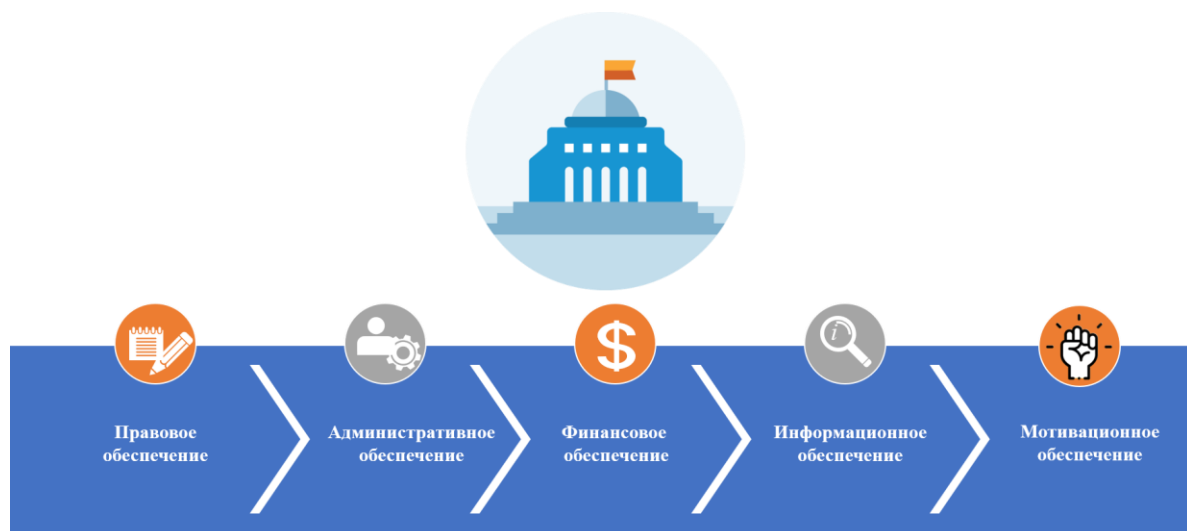 Правовое
обеспечение
Административное
обеспечение
Финансовое
обеспечение
Информационное
обеспечение
Мотивационное
обеспечение